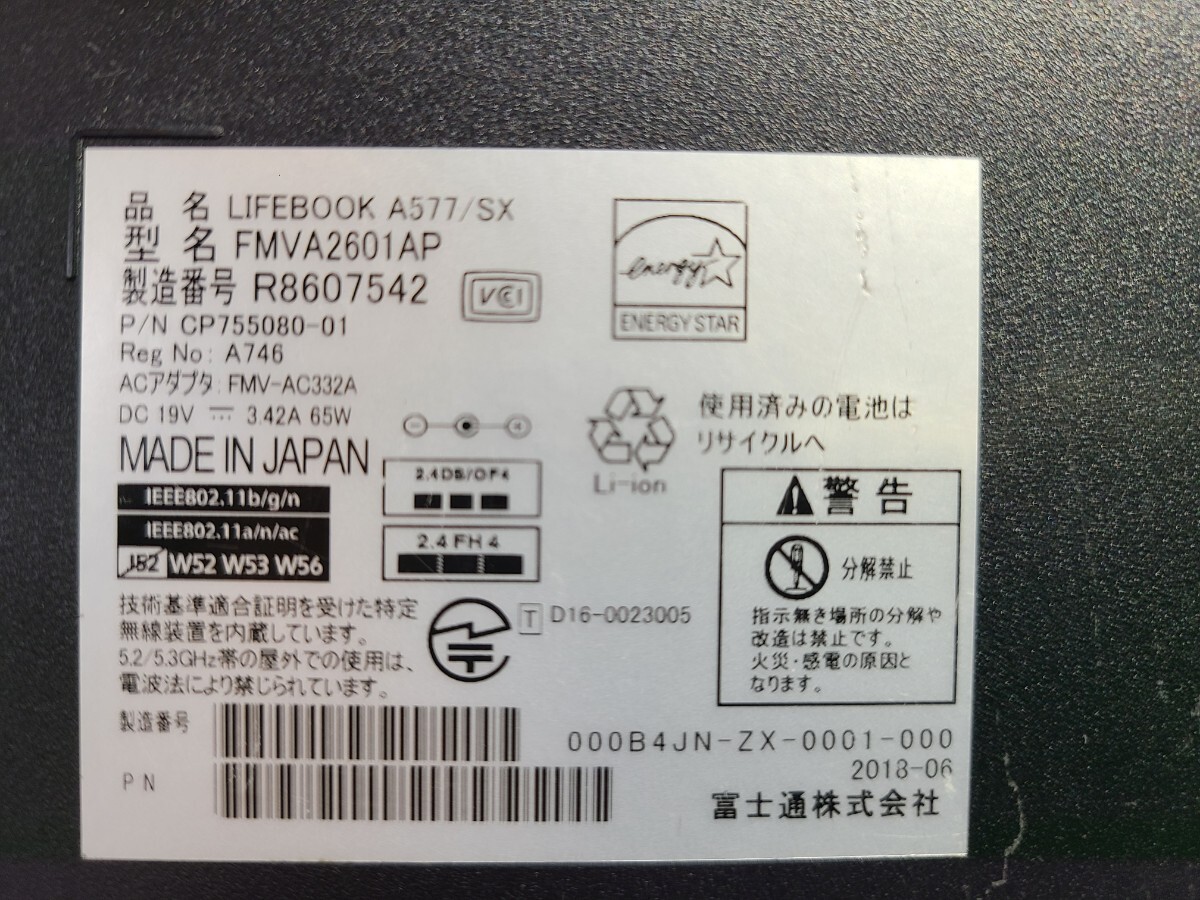 品 名 LIFEBOOK A577/SX
型 名 FMVA2601AP
製造番号 R8607542
VCCI
P/N CP755080-01
Reg No: A746
ACアダプタ: FMV-AC332A
DC 19V ⎓ 3.42A 65W
MADE IN JAPAN
IEEE802.11b/g/n
IEEE802.11a/n/ac
J52 W52 W53 W56
2.4DS/OF4
2.4FH4
energy
ENERGY STAR
使用済みの電池は
リサイクルへ
Li-ion
警告
分解禁止
指示無き場所の分解や
改造は禁止です。
火災・感電の原因と
なります。
技術基準適合証明を受けた特定
無線装置を内蔵しています。
5.2/5.3GHz帯の屋外での使用は、
電波法により禁じられています。
T D16-0023005
製造番号
PN
000B4JN-ZX-0001-000
2018-06
富士通株式会社